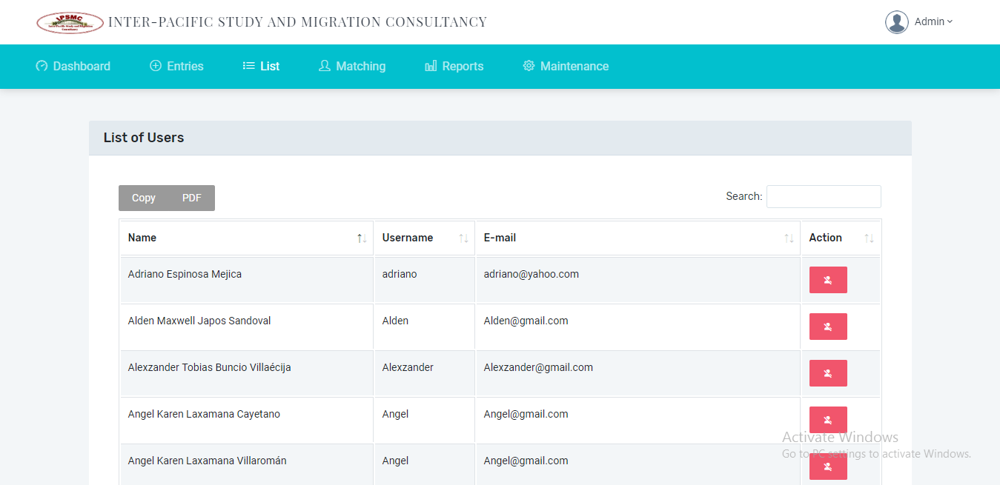 IPSMC
INTER-PACIFIC STUDY AND MIGRATION CONSULTANCY
Admin
Dashboard
Entries
List
Matching
Reports
Maintenance
List of Users
Copy
PDF
Search:
Name
Username
E-mail
Action
Adriano Espinosa Mejica
adriano
adriano@yahoo.com
Alden Maxwell Japos Sandoval
Alden
Alden@gmail.com
Alexzander Tobias Buncio Villaécija
Alexzander
Alexzander@gmail.com
Angel Karen Laxamana Cayetano
Angel
Angel@gmail.com
Angel Karen Laxamana Villaromán
Angel
Angel@gmail.com
Activate Windows
Go to PC settings to activate Windows.